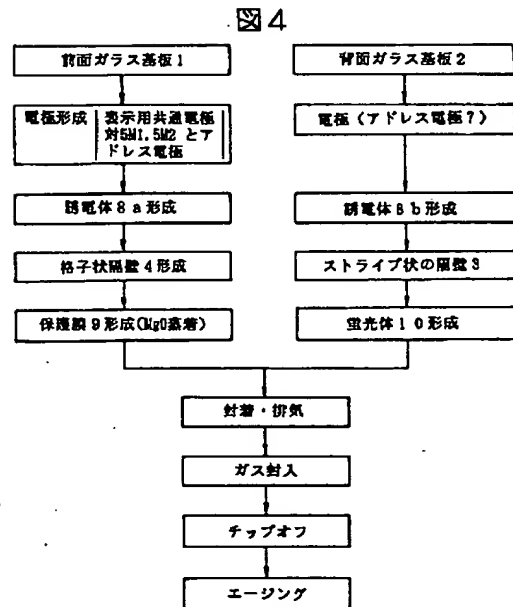 図4
前面ガラス基板1
電極形成
表示用共通電極
対5M1.5M2 とア
ドレス電極
誘電体8a形成
格子状隔壁4形成
保護膜9形成(MgO蒸着)
背面ガラス基板2
電極(アドレス電極7)
誘電体8b形成
ストライプ状の隔壁3
蛍光体10形成
封着・排気
ガス封入
チップオフ
エージング